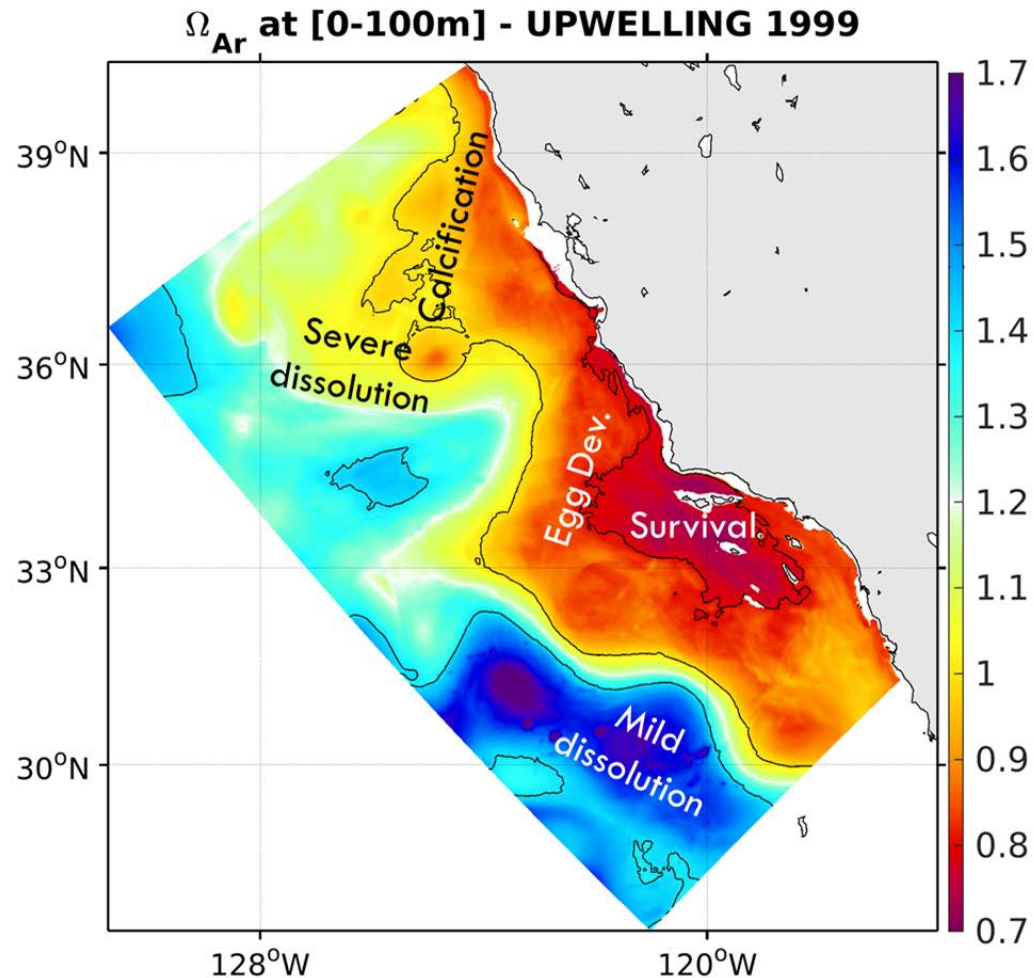 Ω_Ar at [0-100m] - UPWELLING 1999
39°N
36°N
33°N
30°N
128°W
120°W
Calcification
Severe
dissolution
Egg Dev.
Survival
Mild
dissolution
1.7
1.6
1.5
1.4
1.3
1.2
1.1
1
0.9
0.8
0.7